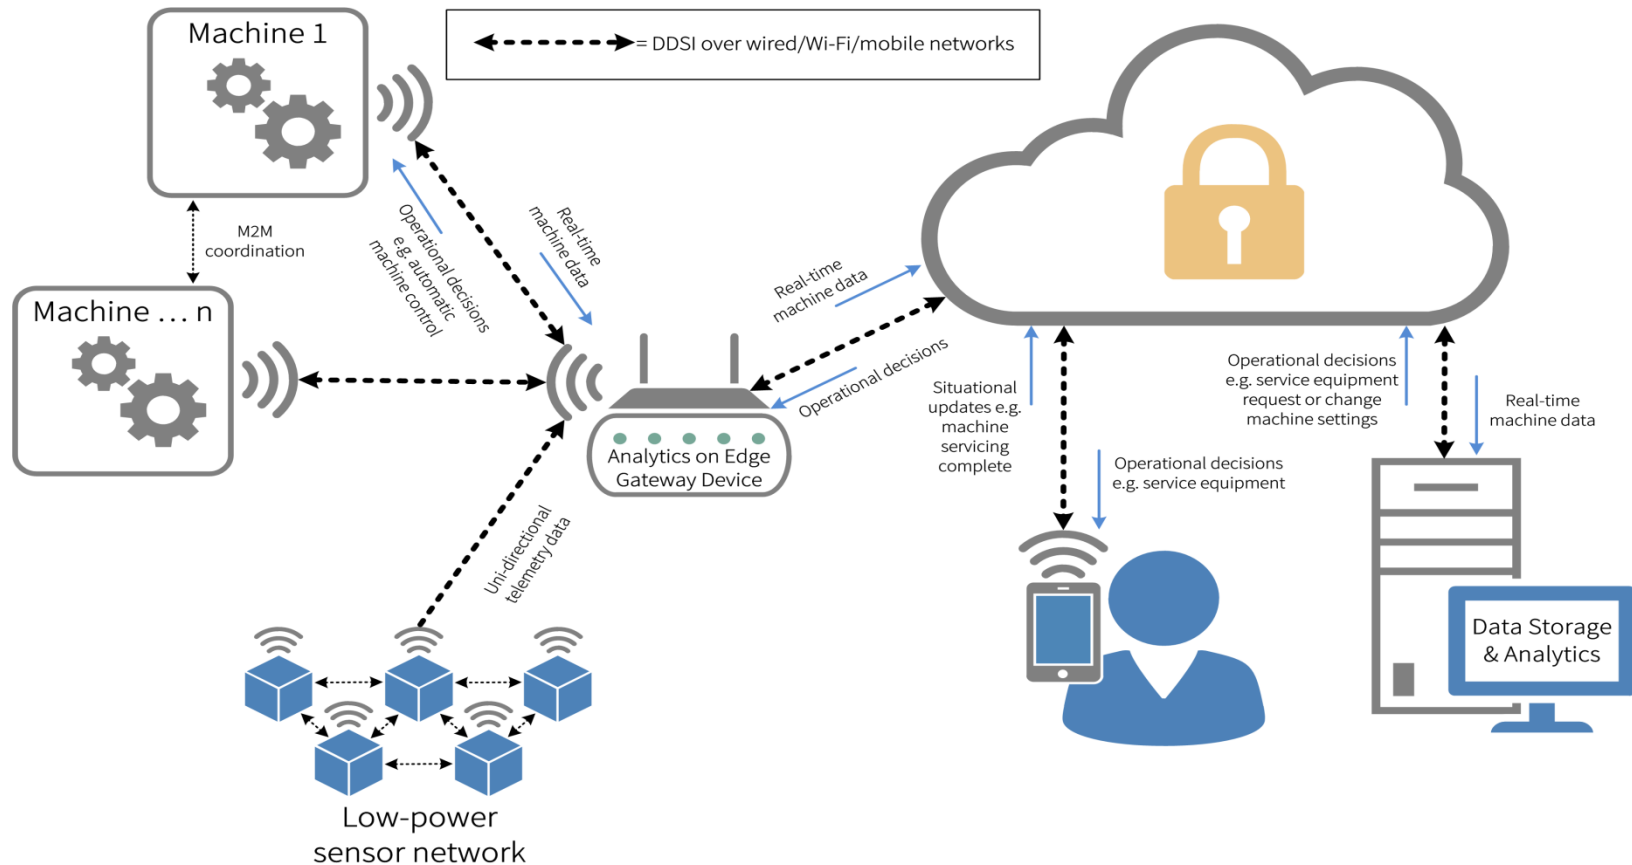 Machine 1
= DDSI over wired/Wi-Fi/mobile networks
M2M
coordination
Machine ... n
Operational decisions
e.g. automatic
machine control
Real-time
machine data
Real-time
machine data
Operational decisions
Analytics on Edge
Gateway Device
Uni-directional
telemetry data
Low-power
sensor network
Situational
updates e.g.
machine
servicing
complete
Operational decisions
e.g. service equipment
Operational decisions
e.g. service equipment
request or change
machine settings
Real-time
machine data
Data Storage
& Analytics